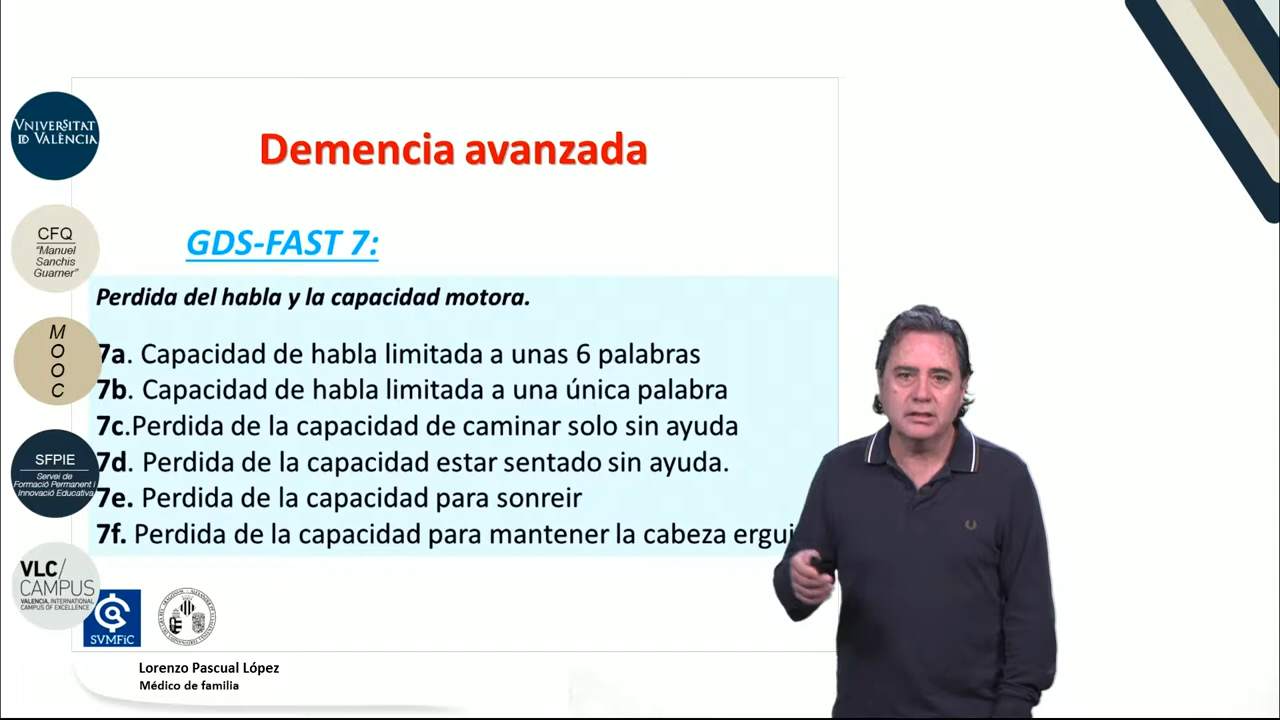 VNIVERSITAT
ID VALÈNCIA
CFQ
"Manuel
Sanchis
Guarner"
M
O
O
C
SFPIE
Servei de
Formació Permanent i
Innovació Educativa
VLC/
CAMPUS
VALENCIA, INTERNATIONAL
CAMPUS OF EXCELLENCE
Demencia avanzada
GDS-FAST 7:
Perdida del habla y la capacidad motora.
7a. Capacidad de habla limitada a unas 6 palabras
7b. Capacidad de habla limitada a una única palabra
7c.Perdida de la capacidad de caminar solo sin ayuda
7d. Perdida de la capacidad estar sentado sin ayuda.
7e. Perdida de la capacidad para sonreir
7f. Perdida de la capacidad para mantener la cabeza ergui
SVMFiC
Lorenzo Pascual López
Médico de familia